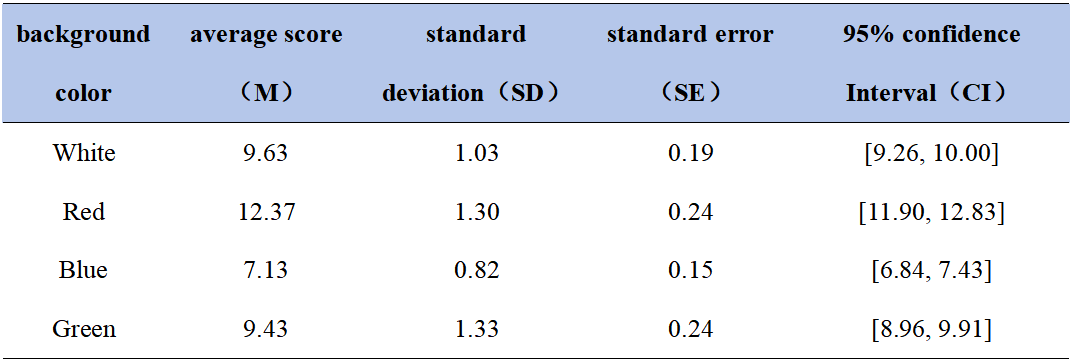 background color average score（M） standard deviation（SD） standard error（SE） 95% confidence Interval（CI）
White 9.63 1.03 0.19 [9.26, 10.00]
Red 12.37 1.30 0.24 [11.90, 12.83]
Blue 7.13 0.82 0.15 [6.84, 7.43]
Green 9.43 1.33 0.24 [8.96, 9.91]